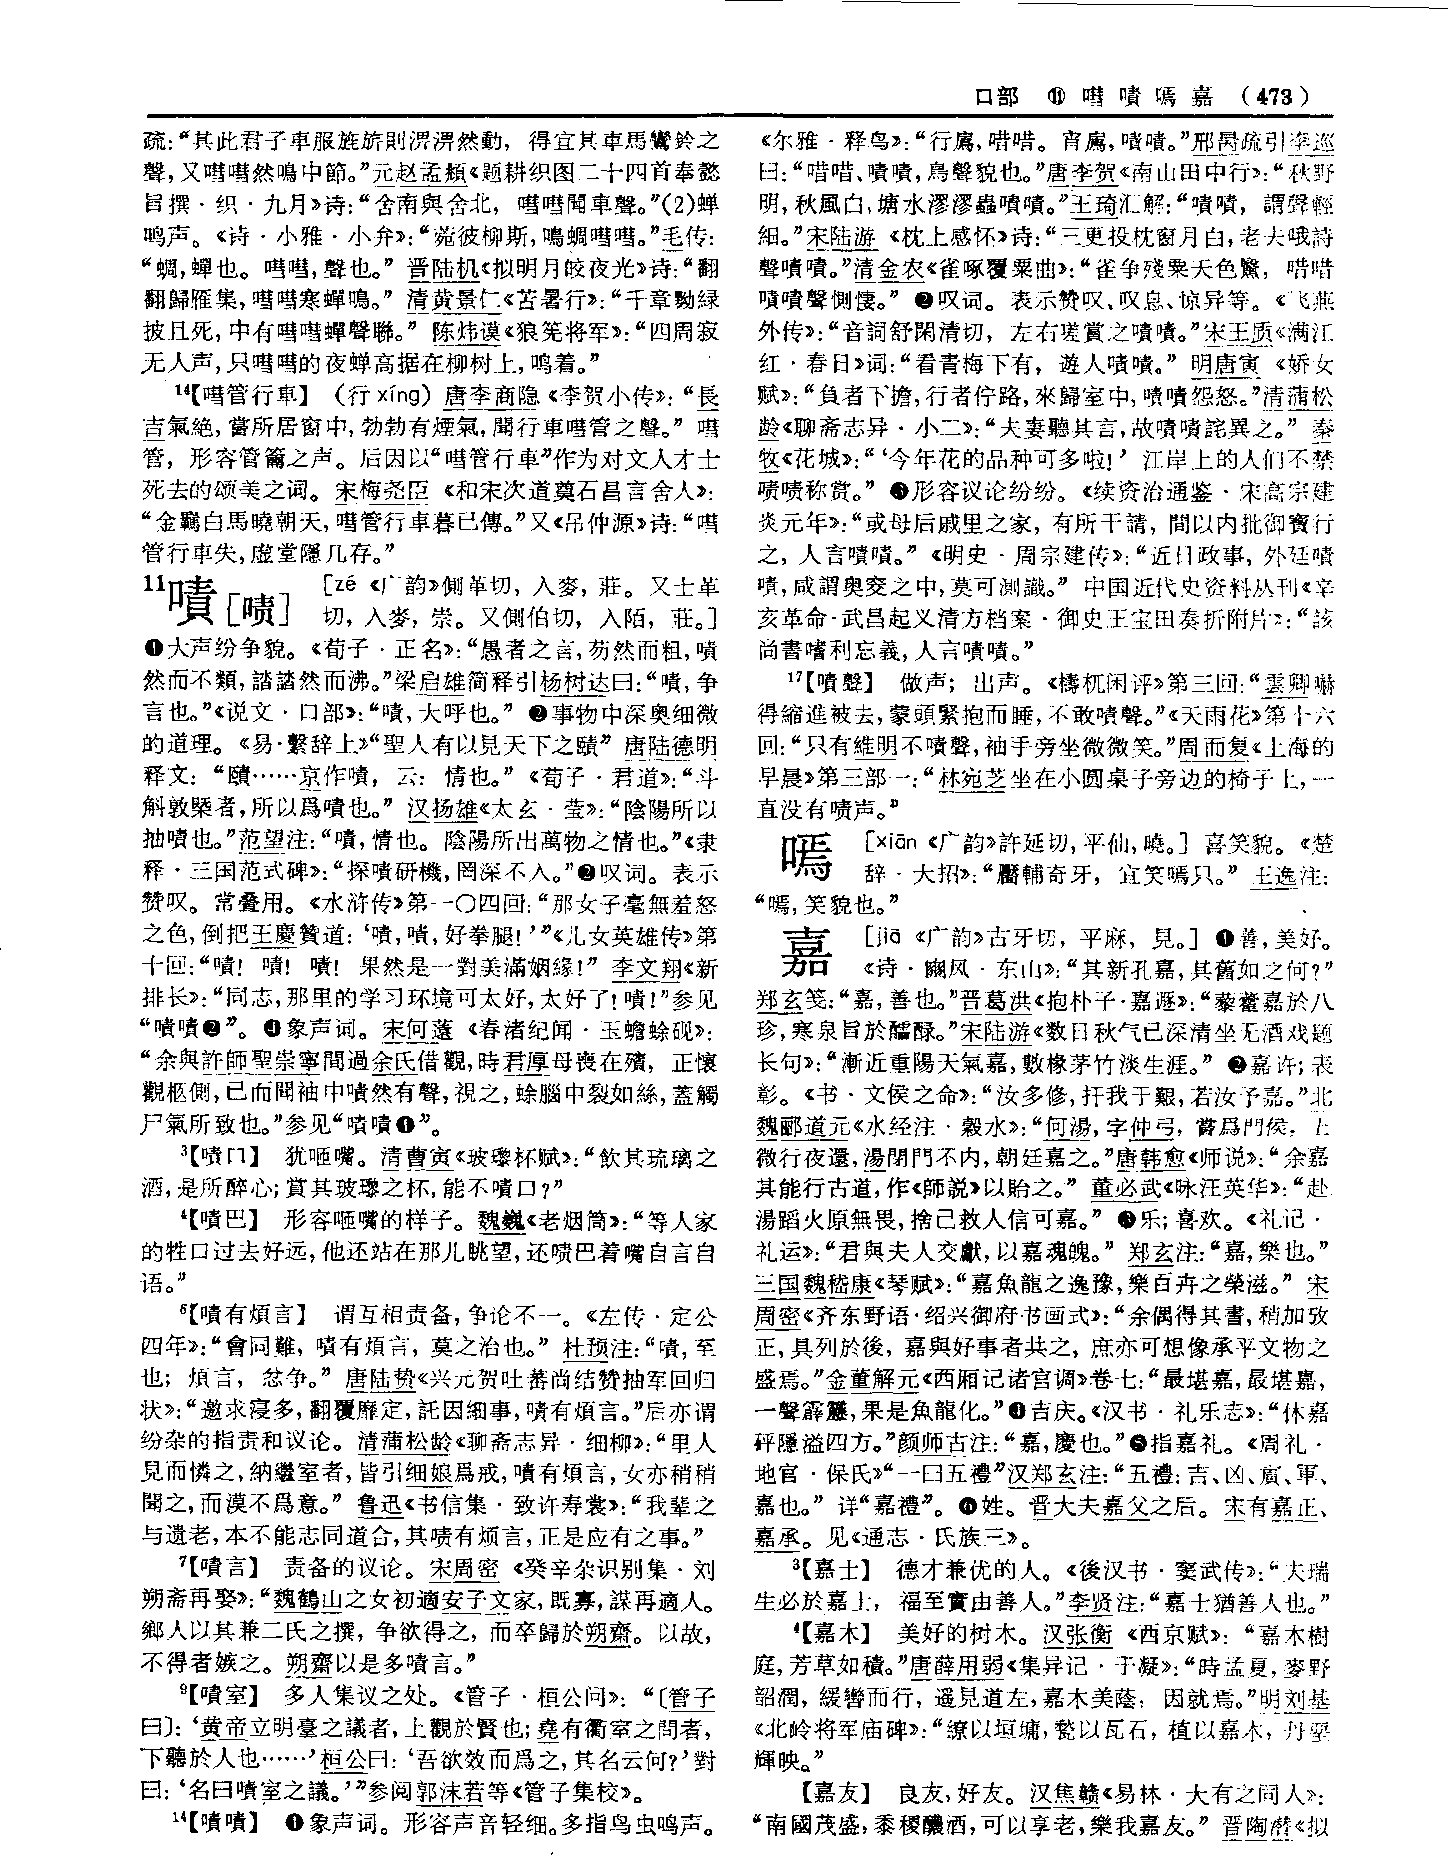 口部 ⑪ 嘒嘖嘕嘉 (473)
疏:“其此君子車服旌旂則淠淠然動，得宜其車馬鸞鈴之
聲，又嘒嘒然鳴中節。”元赵孟頫《题耕织图二十四首奉懿
旨撰·织·九月》诗:“舍南與舍北，嘒嘒聞車聲。”(2)蝉
鸣声。《诗·小雅·小弁》:“菀彼柳斯，鳴蜩嘒嘒。”毛传:
“蜩，蟬也。嘒嘒，聲也。”晋陆机《拟明月皎夜光》诗:“翻
翻歸雁集，嘒嘒寒蟬鳴。”清黄景仁《苦暑行》:“千章黝绿
披且死，中有嘒嘒蟬聲聯。”陈炜谟《狼筅将军》:“四周寂
无人声，只嘒嘒的夜蝉高据在柳树上，鸣着。”
14【嘒管行車】（行 xíng）唐李商隐《李贺小传》:“長
吉氣絶，嘗所居窗中，勃勃有煙氣，聞行車嘒管之聲。”嘒
管，形容管籥之声。后因以“嘒管行車”作为对文人才士
死去的颂美之词。宋梅尧臣《和宋次道奠石昌言舍人》:
“金羈白馬曉朝天，嘒管行車暮已傳。”又《吊仲源》诗:“嘒
管行車失，虚堂隱几存。”
11嘖［啧］［zé《广韵》側革切，入麥，莊。又士革
切，入麥，崇。又側伯切，入陌，莊。］
❶大声纷争貌。《荀子·正名》:“愚者之言，芴然而粗，嘖
然而不類，誻誻然而沸。”梁启雄简释引杨树达曰:“嘖，争
言也。”《说文·口部》:“嘖，大呼也。”❷事物中深奥细微
的道理。《易·繫辞上》“聖人有以見天下之賾”唐陆德明
释文:“賾……京作嘖，云:情也。”《荀子·君道》:“斗
斛敦槩者，所以爲嘖也。”汉扬雄《太玄·莹》:“陰陽所以
抽嘖也。”范望注:“嘖，情也。陰陽所出萬物之情也。”《隶
释·三国范式碑》:“探嘖研機，罔深不入。”❷叹词。表示
赞叹。常叠用。《水浒传》第一〇四回:“那女子毫無羞怒
之色，倒把王慶贊道:‘嘖，嘖，好拳腿!’”《儿女英雄传》第
十回:“嘖! 嘖! 嘖! 果然是一對美滿姻緣!”李文翔《新
排长》:“同志，那里的学习环境可太好，太好了! 嘖!”参见
“嘖嘖❷”。❹象声词。宋何薳《春渚纪闻·玉蟾蜍砚》:
“余與許師聖崇寧間過余氏借觀，時君厚母喪在殯，正懷
觀柩側，已而聞袖中嘖然有聲，視之，蜍腦中裂如絲，蓋觸
尸氣所致也。”参见“嘖嘖❶”。
3【嘖口】 犹咂嘴。清曹寅《玻瓈杯赋》:“飲其琉璃之
酒，是所醉心;賞其玻瓈之杯，能不嘖口?”
4【嘖巴】 形容咂嘴的样子。魏巍《老烟筒》:“等人家
的牲口过去好远，他还站在那儿眺望，还啧巴着嘴自言自
语。”
6【嘖有煩言】 谓互相责备，争论不一。《左传·定公
四年》:“會同難，嘖有煩言，莫之治也。”杜预注:“嘖，至
也;煩言，忿争。”唐陆贽《兴元贺吐蕃尚结赞抽军回归
状》:“邀求寖多，翻覆靡定，託因細事，嘖有煩言。”后亦谓
纷杂的指责和议论。清蒲松龄《聊斋志异·细柳》:“里人
見而憐之，納繼室者，皆引细娘爲戒，嘖有煩言，女亦稍稍
聞之，而漠不爲意。”鲁迅《书信集·致许寿裳》:“我辈之
与遗老，本不能志同道合，其啧有烦言，正是应有之事。”
7【嘖言】 责备的议论。宋周密《癸辛杂识别集·刘
朔斋再娶》:“魏鶴山之女初適安子文家，既寡，謀再適人。
鄉人以其兼二氏之撰，争欲得之，而卒歸於朔齋。以故，
不得者嫉之。朔齋以是多嘖言。”
9【嘖室】 多人集议之处。《管子·桓公问》:“〔管子
曰〕:‘黄帝立明臺之議者，上觀於賢也;堯有衢室之問者，
下聽於人也……’桓公曰:‘吾欲效而爲之，其名云何?’對
曰:‘名曰嘖室之議。’”参阅郭沫若等《管子集校》。
14【嘖嘖】 ❶象声词。形容声音轻细。多指鸟虫鸣声。
《尔雅·释鸟》:“行鳸，唶唶。宵鳸，嘖嘖。”邢昺疏引李巡
曰:“唶唶、嘖嘖，鳥聲貌也。”唐李贺《南山田中行》:“秋野
明，秋風白，塘水漻漻蟲嘖嘖。”王琦汇解:“嘖嘖，謂聲輕
細。”宋陆游《枕上感怀》诗:“三更投枕窗月白，老夫哦詩
聲嘖嘖。”清金农《雀啄覆粟曲》:“雀争殘粟天色驚，唶唶
嘖嘖聲惻悽。”❷叹词。表示赞叹、叹息、惊异等。《飞燕
外传》:“音詞舒閑清切，左右嗟賞之嘖嘖。”宋王质《满江
红·春日》词:“看青梅下有，遊人嘖嘖。”明唐寅《娇女
赋》:“負者下擔，行者佇路，來歸室中，嘖嘖怨怒。”清蒲松
龄《聊斋志异·小二》:“夫妻聽其言，故嘖嘖詫異之。”秦
牧《花城》:“‘今年花的品种可多啦!’江岸上的人们不禁
啧啧称赏。”❸形容议论纷纷。《续资治通鉴·宋高宗建
炎元年》:“或母后戚里之家，有所干請，間以内批御寶行
之，人言嘖嘖。”《明史·周宗建传》:“近日政事，外廷嘖
嘖，咸謂奥窔之中，莫可測識。”中国近代史资料丛刊《辛
亥革命·武昌起义清方档案·御史王宝田奏折附片》:“該
尚書嗜利忘義，人言嘖嘖。”
17【嘖聲】 做声;出声。《檮杌闲评》第三回:“雲卿嚇
得縮進被去，蒙頭緊抱而睡，不敢嘖聲。”《天雨花》第十六
回:“只有維明不嘖聲，袖手旁坐微微笑。”周而复《上海的
早晨》第三部一:“林宛芝坐在小圆桌子旁边的椅子上，一
直没有啧声。”
嘕［xiān《广韵》許延切，平仙，曉。］喜笑貌。《楚
辞·大招》:“靨輔奇牙，宜笑嘕只。”王逸注:
“嘕，笑貌也。”
嘉［jiā《广韵》古牙切，平麻，見。］❶善，美好。
《诗·豳风·东山》:“其新孔嘉，其舊如之何?”
郑玄笺:“嘉，善也。”晋葛洪《抱朴子·嘉遯》:“藜藿嘉於八
珍，寒泉旨於醽醁。”宋陆游《数日秋气已深清坐无酒戏题
长句》:“漸近重陽天氣嘉，數椽茅竹淡生涯。”❷嘉许;表
彰。《书·文侯之命》:“汝多修，扞我于艱，若汝予嘉。”北
魏郦道元《水经注·穀水》:“何湯，字仲弓，嘗爲門侯，上
微行夜還，湯閉門不内，朝廷嘉之。”唐韩愈《师说》:“余嘉
其能行古道，作《師説》以貽之。”董必武《咏汪英华》:“赴
湯蹈火原無畏，捨己救人信可嘉。”❸乐;喜欢。《礼记·
礼运》:“君與夫人交獻，以嘉魂魄。”郑玄注:“嘉，樂也。”
三国魏嵇康《琴赋》:“嘉魚龍之逸豫，樂百卉之榮滋。”宋
周密《齐东野语·绍兴御府书画式》:“余偶得其書，稍加攷
正，具列於後，嘉與好事者共之，庶亦可想像承平文物之
盛焉。”金董解元《西厢记诸宫调》卷七:“最堪嘉，最堪嘉，
一聲霹靂，果是魚龍化。”❹吉庆。《汉书·礼乐志》:“休嘉
砰隱溢四方。”颜师古注:“嘉，慶也。”❺指嘉礼。《周礼·
地官·保氏》“一曰五禮”汉郑玄注:“五禮:吉、凶、賓、軍、
嘉也。”详“嘉禮”。❻姓。晋大夫嘉父之后。宋有嘉正、
嘉承。见《通志·氏族三》。
3【嘉士】 德才兼优的人。《後汉书·窦武传》:“夫瑞
生必於嘉士，福至實由善人。”李贤注:“嘉士猶善人也。”
4【嘉木】 美好的树木。汉张衡《西京赋》:“嘉木樹
庭，芳草如積。”唐薛用弱《集异记·于凝》:“時孟夏，麥野
韶潤，緩轡而行，遥見道左，嘉木美蔭，因就焉。”明刘基
《北岭将军庙碑》:“繚以垣墉，甃以瓦石，植以嘉木，丹堊
輝映。”
【嘉友】 良友，好友。汉焦赣《易林·大有之同人》:
“南國茂盛，黍稷醲酒，可以享老，樂我嘉友。”晋陶潜《拟